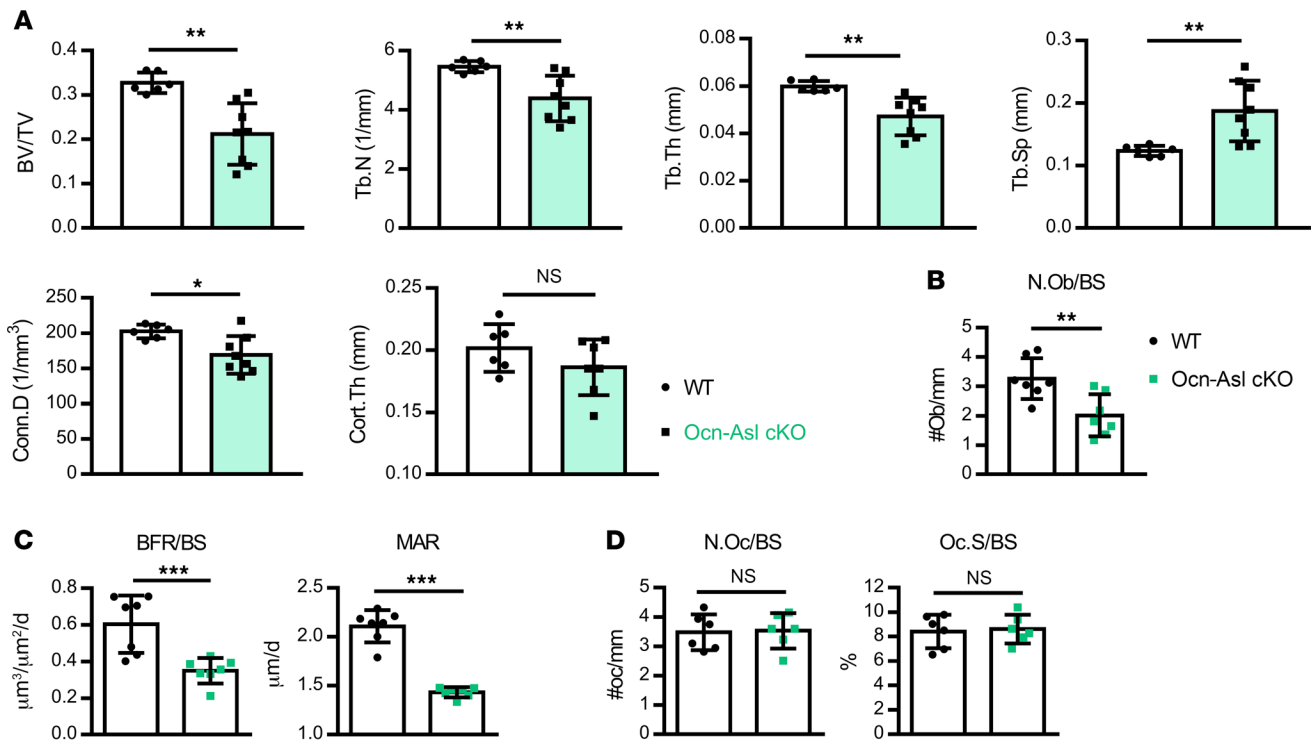 A
BV/TV
0.4
0.3
0.2
0.1
0.0
**
Tb.N (1/mm)
6
4
2
0
**
Tb.Th (mm)
0.08
0.06
0.04
0.02
0.00
**
Tb.Sp (mm)
0.3
0.2
0.1
0.0
**
Conn.D (1/mm³)
250
200
150
100
50
0
*
Cort.Th (mm)
0.25
0.20
0.15
0.10
NS
WT
Ocn-Asl cKO
B
N.Ob/BS
#Ob/mm
5
4
3
2
1
0
**
WT
Ocn-Asl cKO
C
BFR/BS
μm³/μm²/d
0.8
0.6
0.4
0.2
0.0
***
MAR
μm/d
2.5
2.0
1.5
1.0
***
D
N.Oc/BS
#oc/mm
5
4
3
2
1
0
NS
Oc.S/BS
%
12
10
8
6
4
2
0
NS